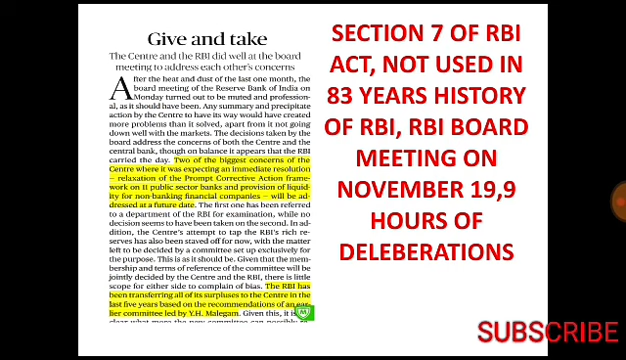 Give and take
The Centre and the RBI did well at the board
meeting to address each other's concerns
After the heat and dust of the last one month, the
board meeting of the Reserve Bank of India on
Monday turned out to be muted and profession-
al, as it should have been. Any summary and precipitate
action by the Centre to have its way would have created
more problems than it solved, apart from it not going
down well with the markets. The decisions taken by the
board address the concerns of both the Centre and the
central bank, though on balance it appears that the RBI
carried the day. Two of the biggest concerns of the
Centre where it was expecting an immediate resolution
– relaxation of the Prompt Corrective Action frame-
work on 11 public sector banks and provision of liquid-
ity for non-banking financial companies – will be ad-
dressed at a future date. The first one has been referred
to a department of the RBI for examination, while no
decision seems to have been taken on the second. In ad-
dition, the Centre's attempt to tap the RBI's rich re-
serves has also been staved off for now, with the matter
left to be decided by a committee set up exclusively for
the purpose. This is as it should be. Given that the mem-
bership and terms of reference of the committee will be
jointly decided by the Centre and the RBI, there is little
scope for either side to complain of bias. The RBI has
been transferring all of its surpluses to the Centre in the
last five years based on the recommendations of an ear-
lier committee led by Y.H. Malegam. Given this, it is
SECTION 7 OF RBI
ACT, NOT USED IN
83 YEARS HISTORY
OF RBI, RBI BOARD
MEETING ON
NOVEMBER 19,9
HOURS OF
DELEBERATIONS
SUBSCRIBE